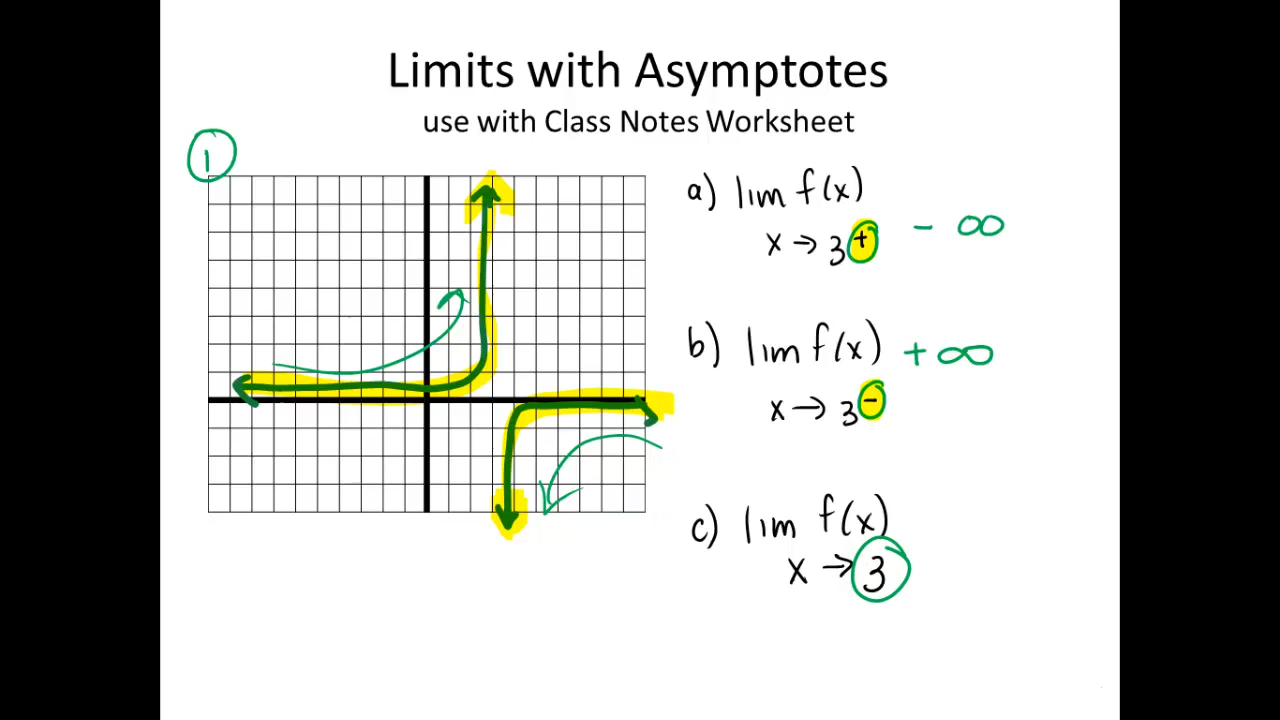 Limits with Asymptotes
use with Class Notes Worksheet
1
a) lim f(x)
x → 3+
- ∞
b) lim f(x) + ∞
x → 3-
c) lim f(x)
x → 3